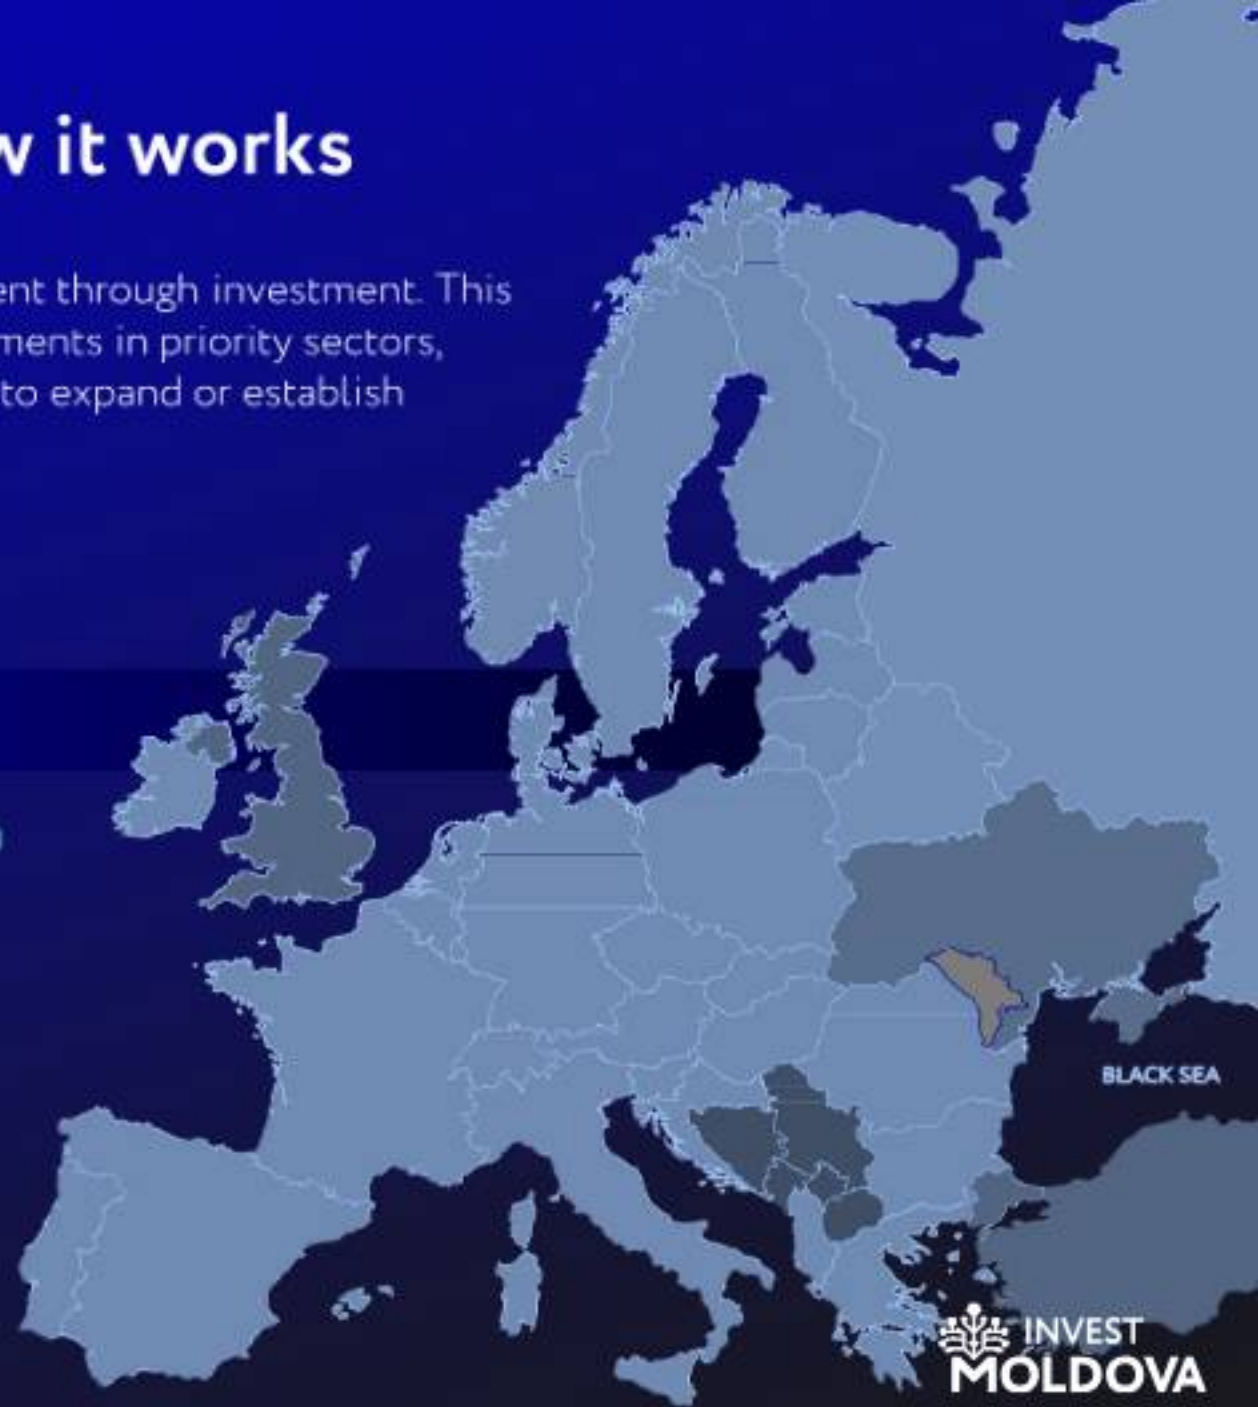 w it works
ent through investment. This
ments in priority sectors,
to expand or establish
BLACK SEA
INVEST
MOLDOVA